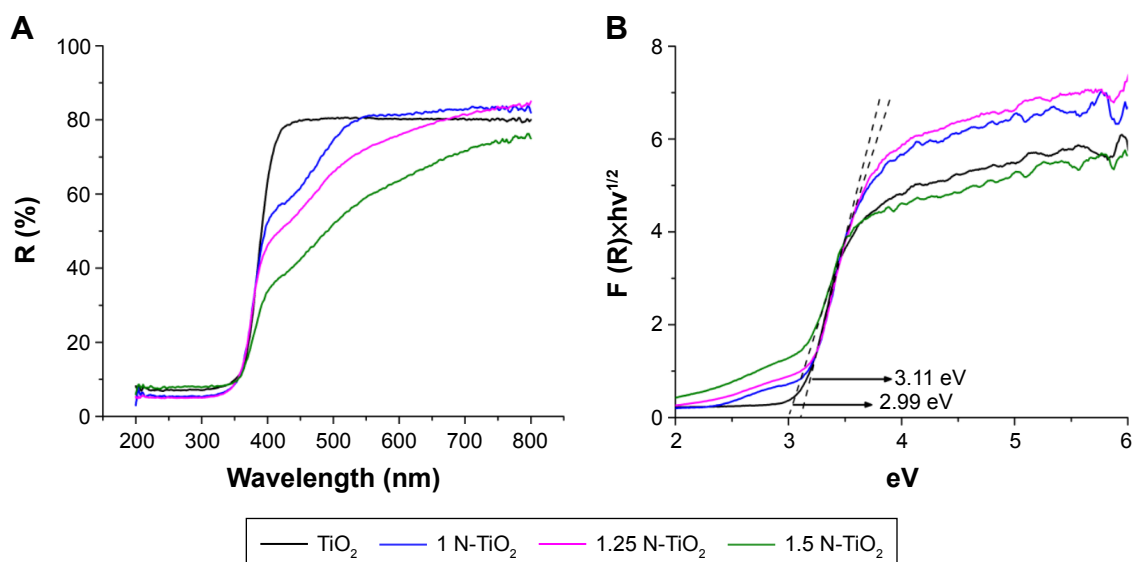 A
B
100
80
60
40
20
0
R (%)
200 300 400 500 600 700 800
Wavelength (nm)
8
6
4
2
0
F (R)×hv^1/2
3.11 eV
2.99 eV
2 3 4 5 6
eV
TiO₂ 1 N-TiO₂ 1.25 N-TiO₂ 1.5 N-TiO₂